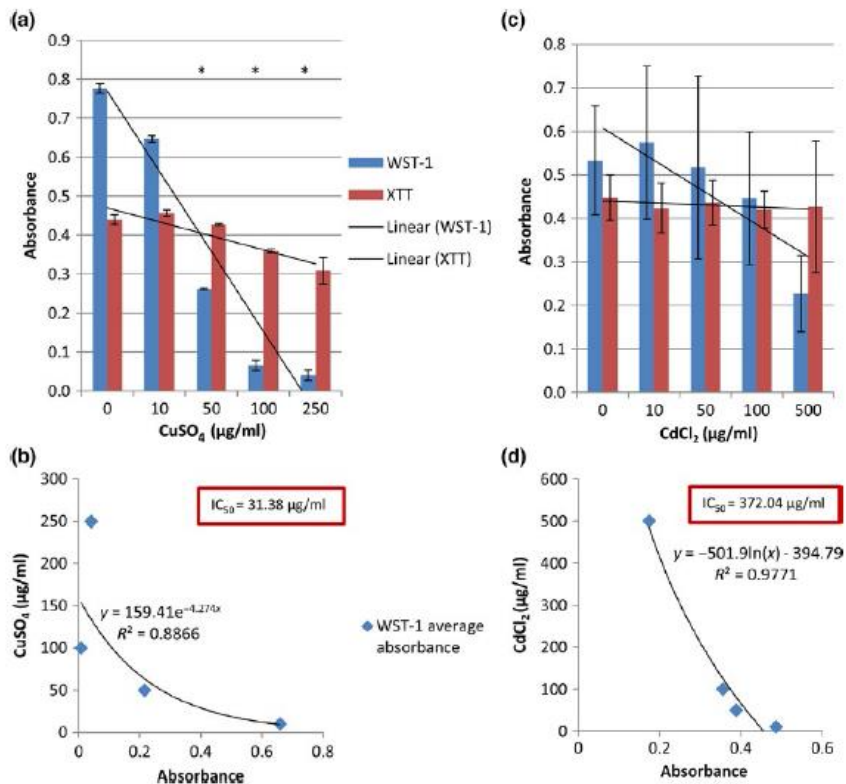 (a)
0.9
0.8
0.7
0.6
0.5
0.4
0.3
0.2
0.1
0.0
Absorbance
* * *
0 10 50 100 250
CuSO₄ (µg/ml)
WST-1
XTT
Linear (WST-1)
Linear (XTT)
(c)
0.8
0.7
0.6
0.5
0.4
0.3
0.2
0.1
0.0
Absorbance
0 10 50 100 500
CdCl₂ (µg/ml)
(b)
300
250
200
150
100
50
0
CuSO₄ (µg/ml)
IC₅₀ = 31.38 µg/ml
y = 159.41e⁻⁴·²⁷⁴ˣ
R² = 0.8866
0 0.2 0.4 0.6 0.8
Absorbance
WST-1 average
absorbance
(d)
600
500
400
300
200
100
0
CdCl₂ (µg/ml)
IC₅₀ = 372.04 µg/ml
y = −501.9ln(x) - 394.79
R² = 0.9771
0 0.2 0.4 0.6
Absorbance